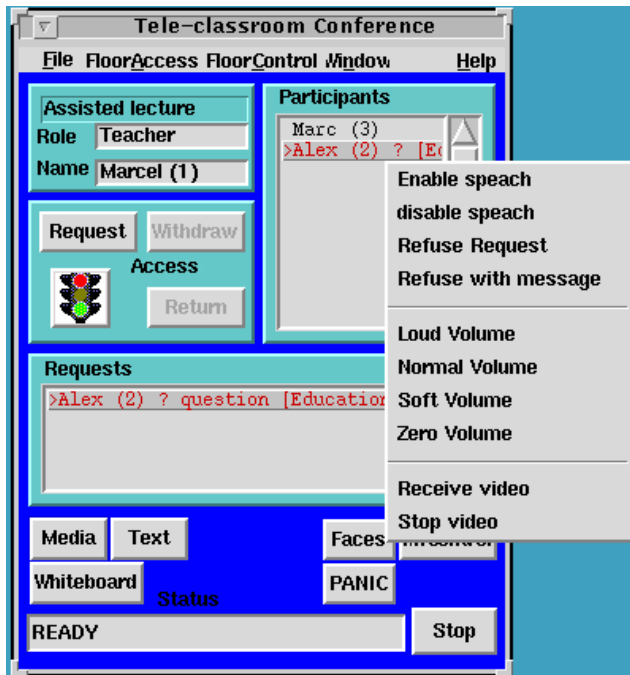 Tele-classroom Conference
File FloorAccess FloorControl Window Help
Assisted lecture
Role Teacher
Name Marcel (1)
Participants
Marc (3)
>Alex (2) ? [Ed
Enable speach
disable speach
Refuse Request
Refuse with message
Loud Volume
Normal Volume
Soft Volume
Zero Volume
Receive video
Stop video
Request Withdraw
Access
Return
Requests
>Alex (2) ? question [Education
Media Text Faces
Whiteboard PANIC
Status
READY Stop